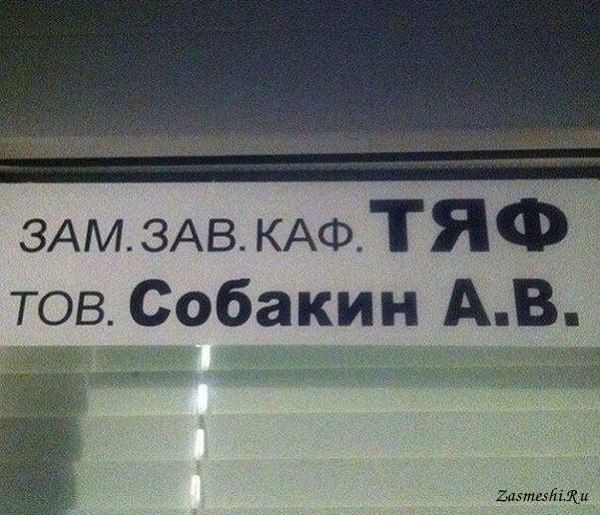 ЗАМ. ЗАВ. КАФ. ТЯФ
ТОВ. Собакин А.В.
Zasmeshi.Ru